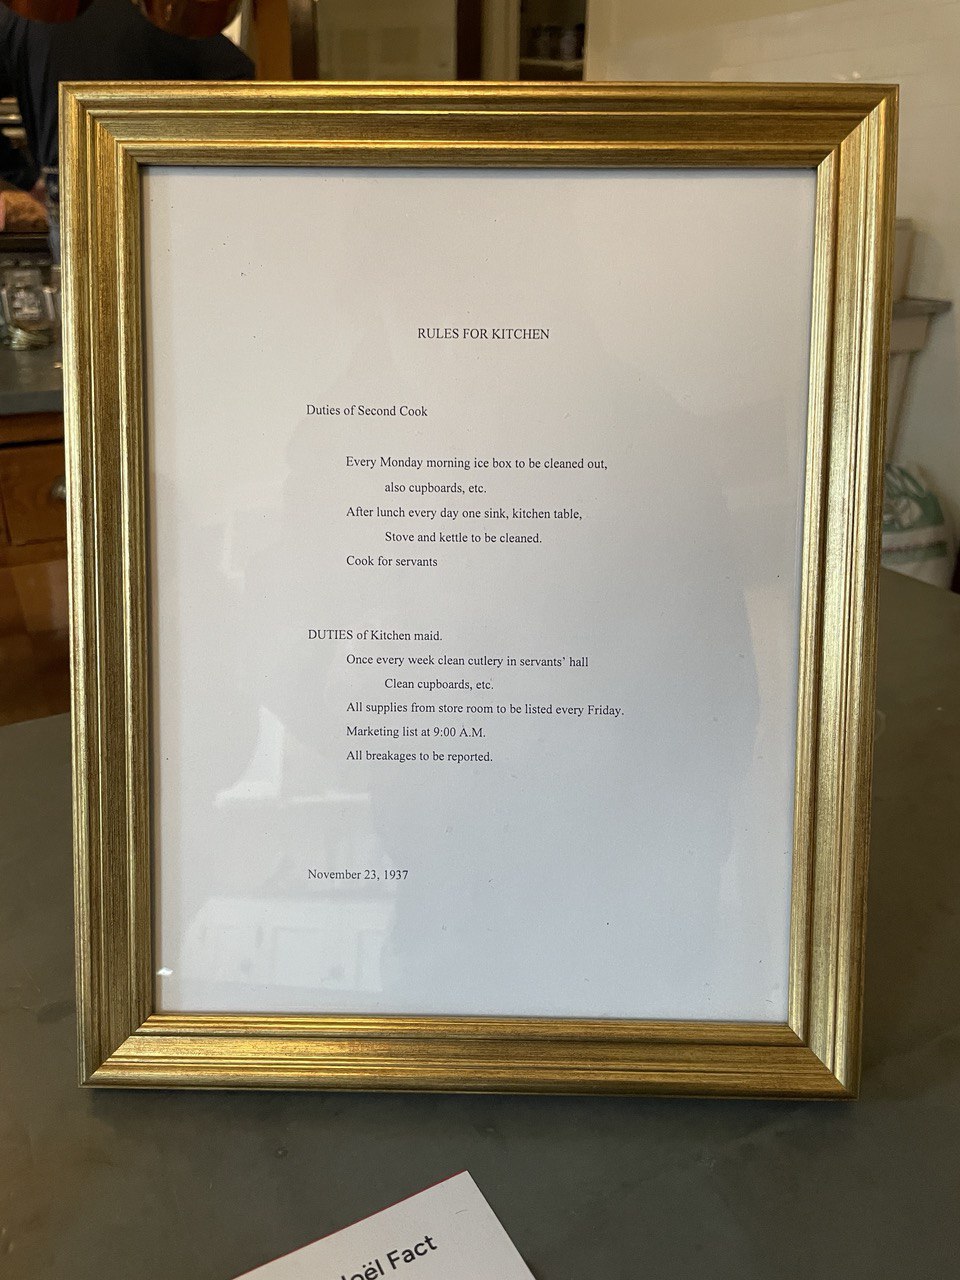 RULES FOR KITCHEN
Duties of Second Cook
Every Monday morning ice box to be cleaned out,
also cupboards, etc.
After lunch every day one sink, kitchen table,
Stove and kettle to be cleaned.
Cook for servants
DUTIES of Kitchen maid.
Once every week clean cutlery in servants’ hall
Clean cupboards, etc.
All supplies from store room to be listed every Friday.
Marketing list at 9:00 A.M.
All breakages to be reported.
November 23, 1937
Fact